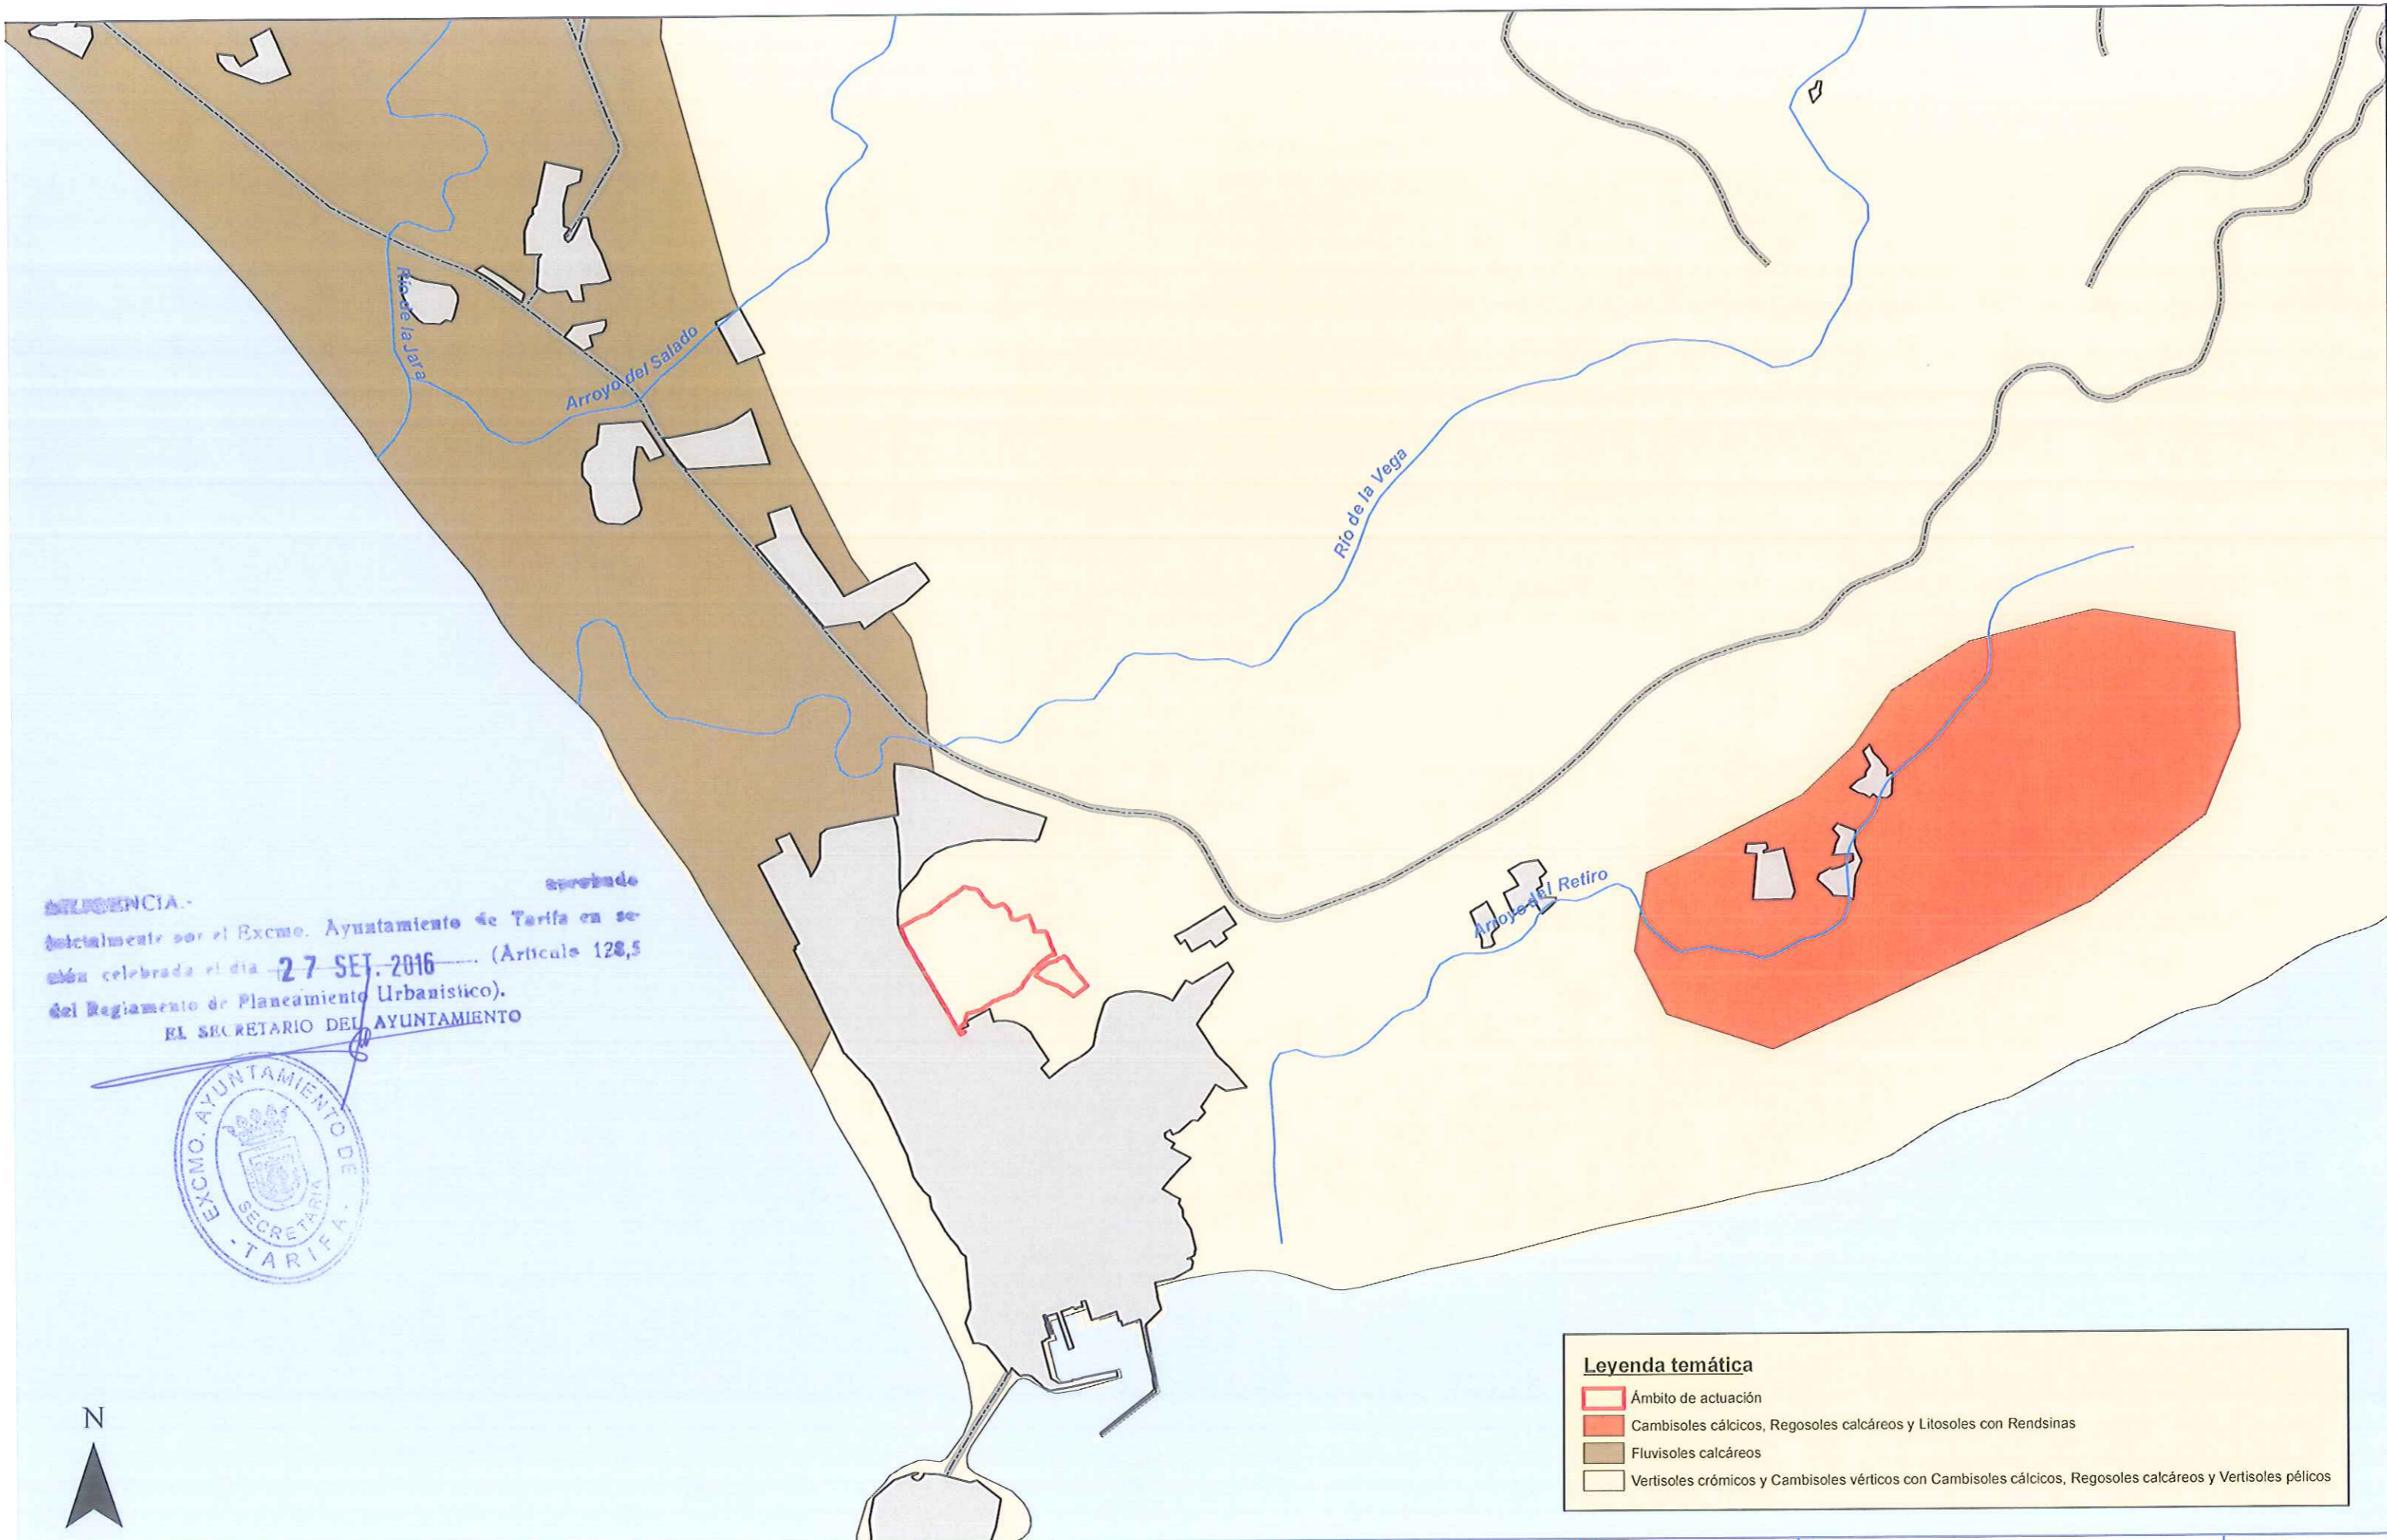 Río de la Jara
Arroyo del Salado
Río de la Vega
Arroyo del Retiro
DILIGENCIA.- aprobado
inicialmente por el Excmo. Ayuntamiento de Tarifa en se-
sión celebrada el día 27 SET. 2016 (Artículo 128,5
del Reglamento de Planeamiento Urbanístico).
EL SECRETARIO DEL AYUNTAMIENTO
EXCMO. AYUNTAMIENTO DE
SECRETARIA
- TARIFA -
N
Leyenda temática
Ámbito de actuación
Cambisoles cálcicos, Regosoles calcáreos y Litosoles con Rendsinas
Fluvisoles calcáreos
Vertisoles crómicos y Cambisoles vérticos con Cambisoles cálcicos, Regosoles calcáreos y Vertisoles pélicos